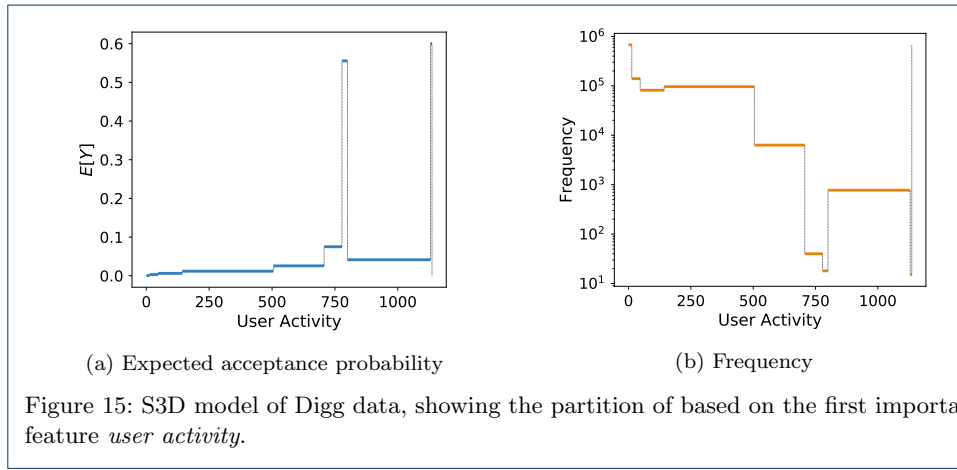 0.6
0.5
0.4
0.3
0.2
0.1
0.0
E[Y]
0 250 500 750 1000
User Activity
10^6
10^5
10^4
10^3
10^2
10^1
Frequency
0 250 500 750 1000
User Activity
(a) Expected acceptance probability
(b) Frequency
Figure 15: S3D model of Digg data, showing the partition of based on the first importa
feature user activity.